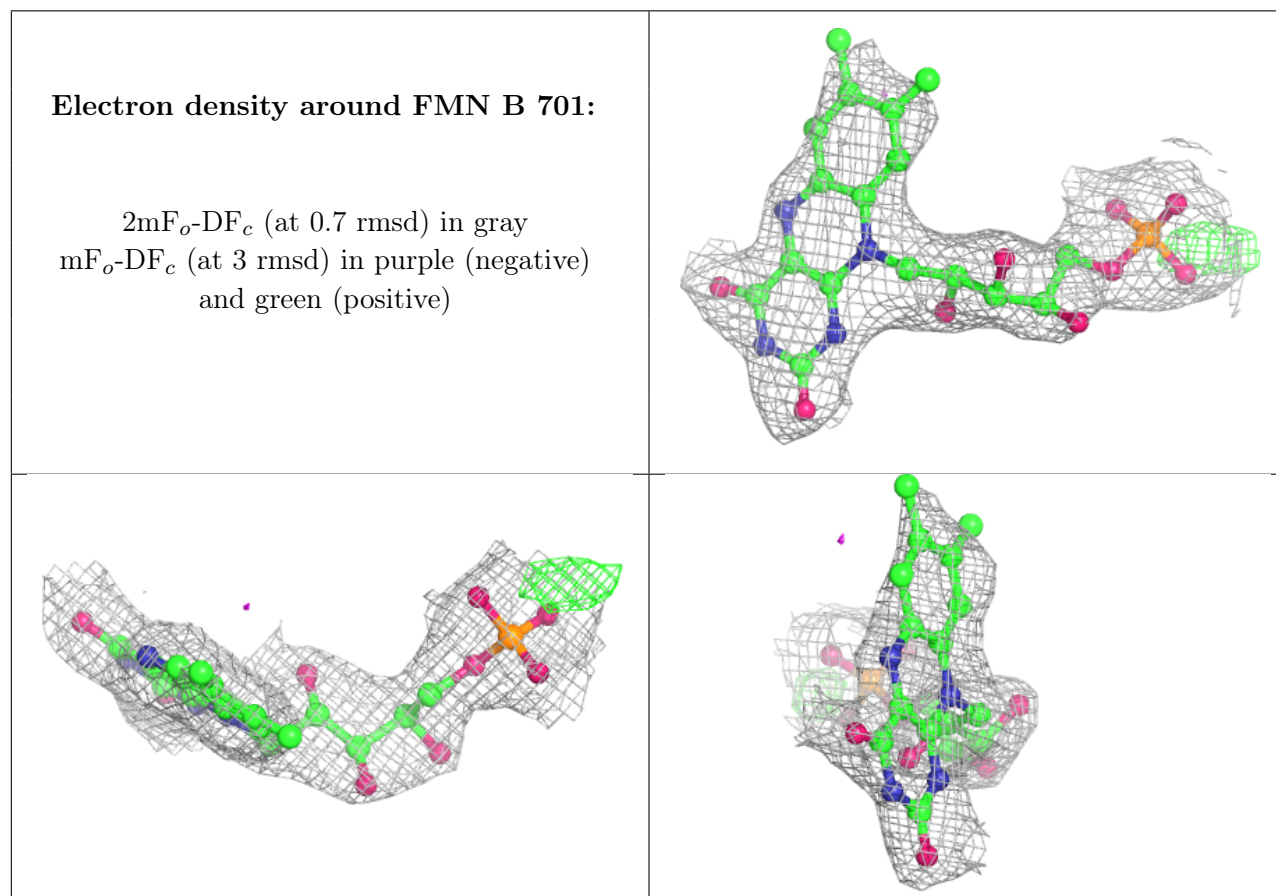 Electron density around FMN B 701:
2mFo-DFc (at 0.7 rmsd) in gray
mFo-DFc (at 3 rmsd) in purple (negative)
and green (positive)